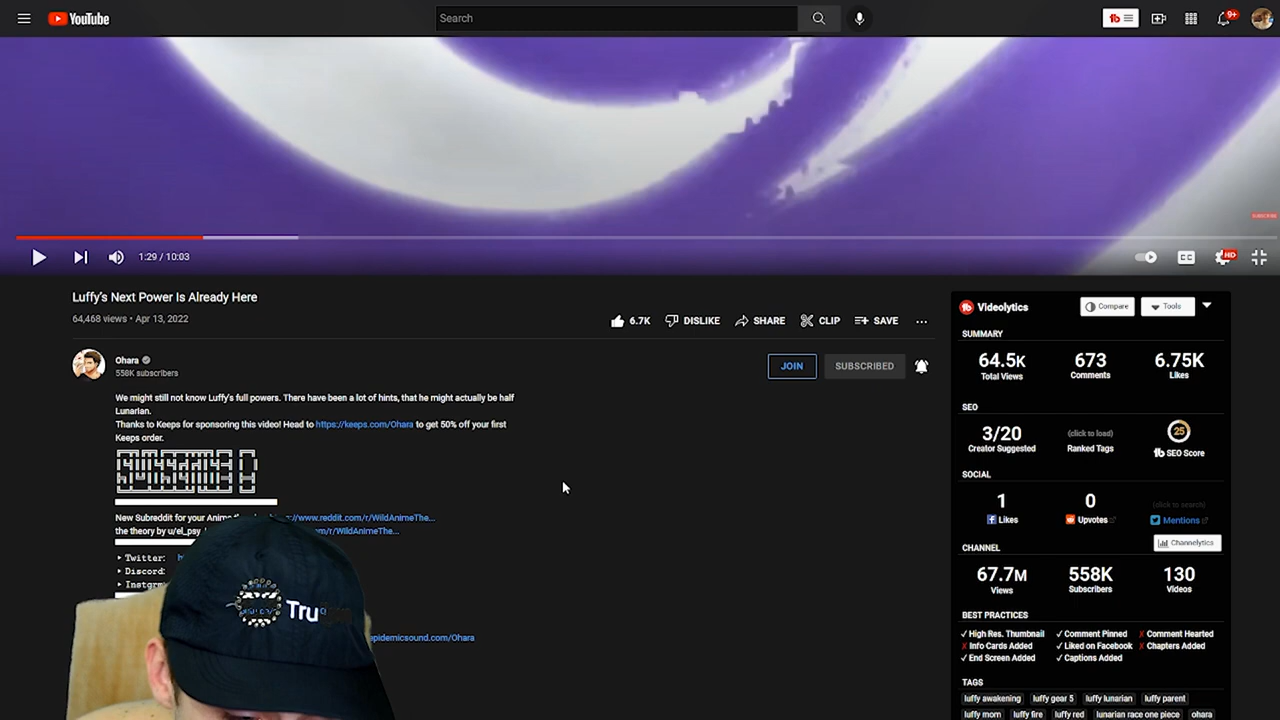 YouTube
Search
9+
SUBSCRIBE
1:29 / 10:03
CC
HD
Luffy's Next Power Is Already Here
64,468 views • Apr 13, 2022
6.7K
DISLIKE
SHARE
CLIP
SAVE
Ohara
558K subscribers
JOIN
SUBSCRIBED
We might still not know Luffy's full powers. There have been a lot of hints, that he might actually be half
Lunarian.
Thanks to Keeps for sponsoring this video! Head to https://keeps.com/Ohara to get 50% off your first
Keeps order.
New Subreddit for your Anime
://www.reddit.com/r/WildAnimeThe...
the theory by u/el_psy
m/r/WildAnimeThe...
▸ Twitter:
▸ Discord:
▸ Instgrm
epidemicsound.com/Ohara
Tru
tb Videolytics
Compare
Tools
SUMMARY
64.5K
Total Views
673
Comments
6.75K
Likes
SEO
3/20
Creator Suggested
(click to load)
Ranked Tags
25
tb SEO Score
SOCIAL
1
Likes
0
Upvotes
(click to search)
Mentions
Channelytics
CHANNEL
67.7M
Views
558K
Subscribers
130
Videos
BEST PRACTICES
✓ High Res. Thumbnail
✓ Comment Pinned
✗ Comment Hearted
✗ Info Cards Added
✓ Liked on Facebook
✗ Chapters Added
✓ End Screen Added
✓ Captions Added
TAGS
luffy awakening
luffy gear 5
luffy lunarian
luffy parent
luffy mom
luffy fire
luffy red
lunarian race one piece
ohara